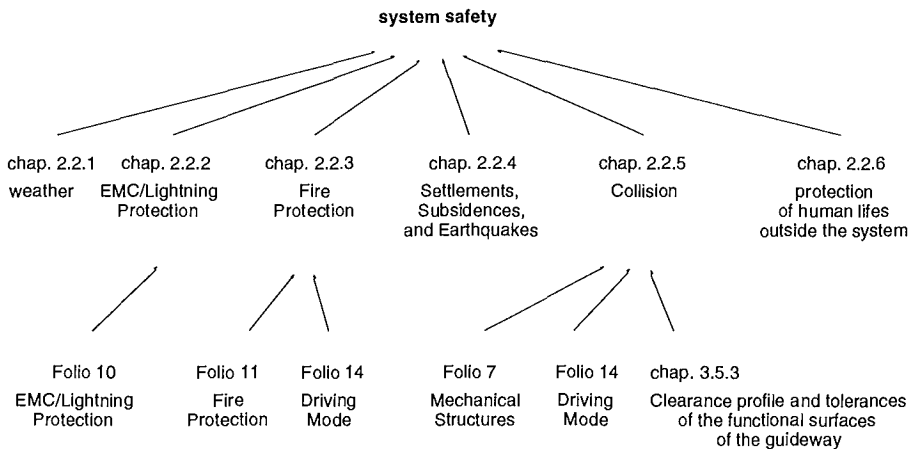 system safety
chap. 2.2.1
weather
chap. 2.2.2
EMC/Lightning
Protection
chap. 2.2.3
Fire
Protection
chap. 2.2.4
Settlements,
Subsidences,
and Earthquakes
chap. 2.2.5
Collision
chap. 2.2.6
protection
of human lifes
outside the system
Folio 10
EMC/Lightning
Protection
Folio 11
Fire
Protection
Folio 14
Driving
Mode
Folio 7
Mechanical
Structures
Folio 14
Driving
Mode
chap. 3.5.3
Clearance profile and tolerances
of the functional surfaces
of the guideway